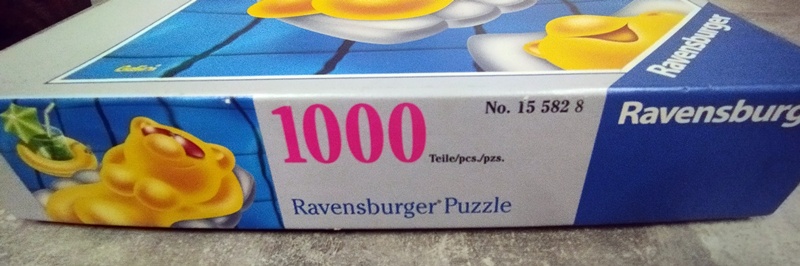 Ravensburger
1000
Teile/pcs./pzs.
No. 15 582 8
Ravensburger® Puzzle
Ravensburg